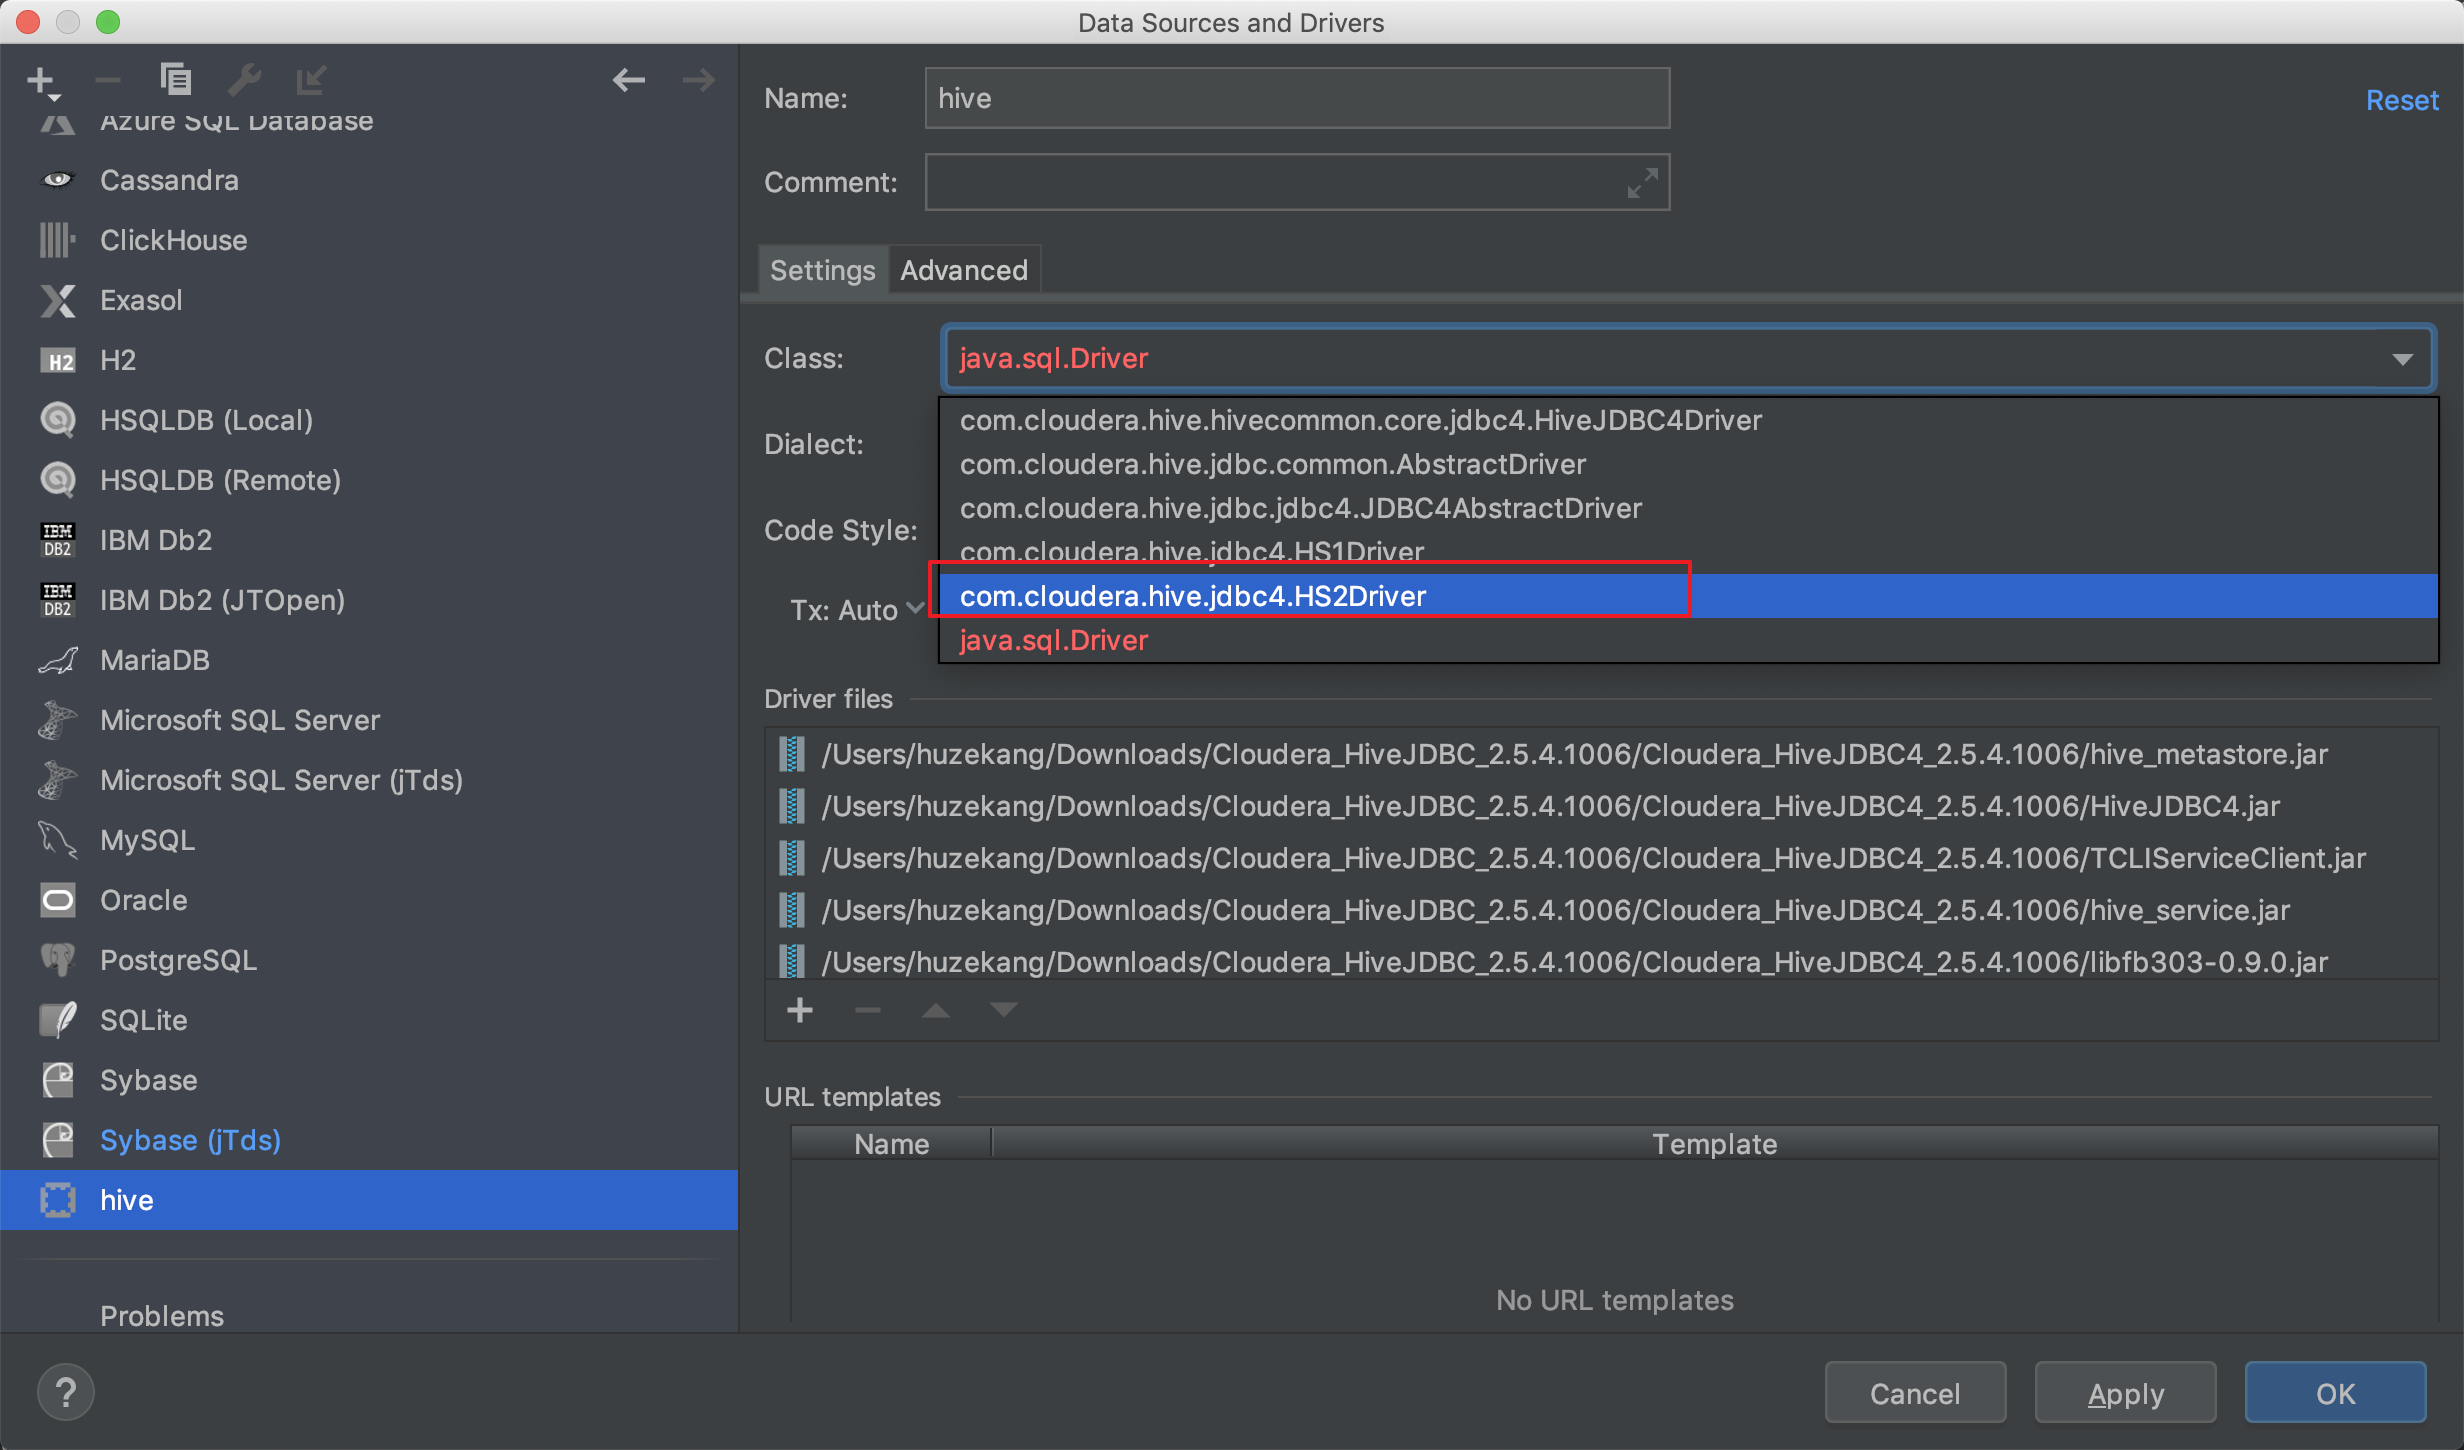 Data Sources and Drivers
Azure SQL Database
Cassandra
ClickHouse
Exasol
H2 H2
HSQLDB (Local)
HSQLDB (Remote)
IBM DB2 IBM Db2
IBM DB2 IBM Db2 (JTOpen)
MariaDB
Microsoft SQL Server
Microsoft SQL Server (jTds)
MySQL
Oracle
PostgreSQL
SQLite
Sybase
Sybase (jTds)
hive
Problems
Name: hive
Reset
Comment:
Settings Advanced
Class: java.sql.Driver
com.cloudera.hive.hivecommon.core.jdbc4.HiveJDBC4Driver
Dialect:
com.cloudera.hive.jdbc.common.AbstractDriver
com.cloudera.hive.jdbc.jdbc4.JDBC4AbstractDriver
Code Style:
com.cloudera.hive.jdbc4.HS1Driver
com.cloudera.hive.jdbc4.HS2Driver
Tx: Auto
java.sql.Driver
Driver files
/Users/huzekang/Downloads/Cloudera_HiveJDBC_2.5.4.1006/Cloudera_HiveJDBC4_2.5.4.1006/hive_metastore.jar
/Users/huzekang/Downloads/Cloudera_HiveJDBC_2.5.4.1006/Cloudera_HiveJDBC4_2.5.4.1006/HiveJDBC4.jar
/Users/huzekang/Downloads/Cloudera_HiveJDBC_2.5.4.1006/Cloudera_HiveJDBC4_2.5.4.1006/TCLIServiceClient.jar
/Users/huzekang/Downloads/Cloudera_HiveJDBC_2.5.4.1006/Cloudera_HiveJDBC4_2.5.4.1006/hive_service.jar
/Users/huzekang/Downloads/Cloudera_HiveJDBC_2.5.4.1006/Cloudera_HiveJDBC4_2.5.4.1006/libfb303-0.9.0.jar
URL templates
Name Template
No URL templates
? Cancel Apply OK